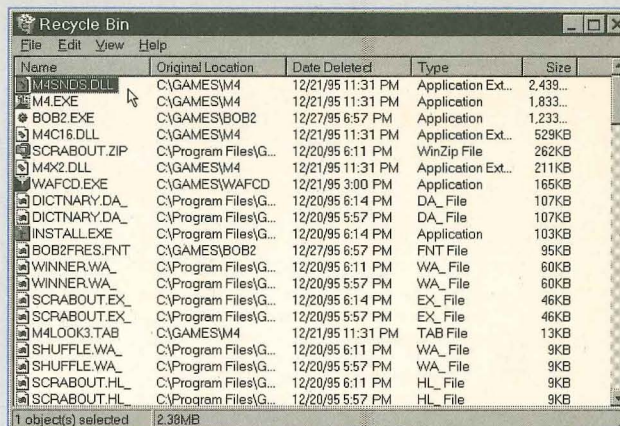 Recycle Bin
File Edit View Help
Name Original Location Date Deleted Type Size
M4SNDS.DLL C:\GAMES\M4 12/21/95 11:31 PM Application Ext... 2,439...
M4.EXE C:\GAMES\M4 12/21/95 11:31 PM Application 1,833...
BOB2.EXE C:\GAMES\BOB2 12/27/95 6:57 PM Application 1,233...
M4C16.DLL C:\GAMES\M4 12/21/95 11:31 PM Application Ext... 529KB
SCRABOUT.ZIP C:\Program Files\G... 12/20/95 6:11 PM WinZip File 262KB
M4X2.DLL C:\GAMES\M4 12/21/95 11:31 PM Application Ext... 211KB
WAFCD.EXE C:\GAMES\WAFCD 12/21/95 3:00 PM Application 165KB
DICTNARY.DA_ C:\Program Files\G... 12/20/95 6:14 PM DA_ File 107KB
DICTNARY.DA_ C:\Program Files\G... 12/20/95 5:57 PM DA_ File 107KB
INSTALL.EXE C:\Program Files\G... 12/20/95 6:14 PM Application 103KB
BOB2FRES.FNT C:\GAMES\BOB2 12/27/95 6:57 PM FNT File 95KB
WINNER.WA_ C:\Program Files\G... 12/20/95 6:11 PM WA_ File 60KB
WINNER.WA_ C:\Program Files\G... 12/20/95 5:57 PM WA_ File 60KB
SCRABOUT.EX_ C:\Program Files\G... 12/20/95 6:14 PM EX_ File 46KB
SCRABOUT.EX_ C:\Program Files\G... 12/20/95 5:57 PM EX_ File 46KB
M4LOOK3.TAB C:\GAMES\M4 12/21/95 11:31 PM TAB File 13KB
SHUFFLE.WA_ C:\Program Files\G... 12/20/95 6:11 PM WA_ File 9KB
SHUFFLE.WA_ C:\Program Files\G... 12/20/95 5:57 PM WA_ File 9KB
SCRABOUT.HL_ C:\Program Files\G... 12/20/95 6:11 PM HL_ File 9KB
SCRABOUT.HL_ C:\Program Files\G... 12/20/95 5:57 PM HL_ File 9KB
1 object(s) selected 2.38MB